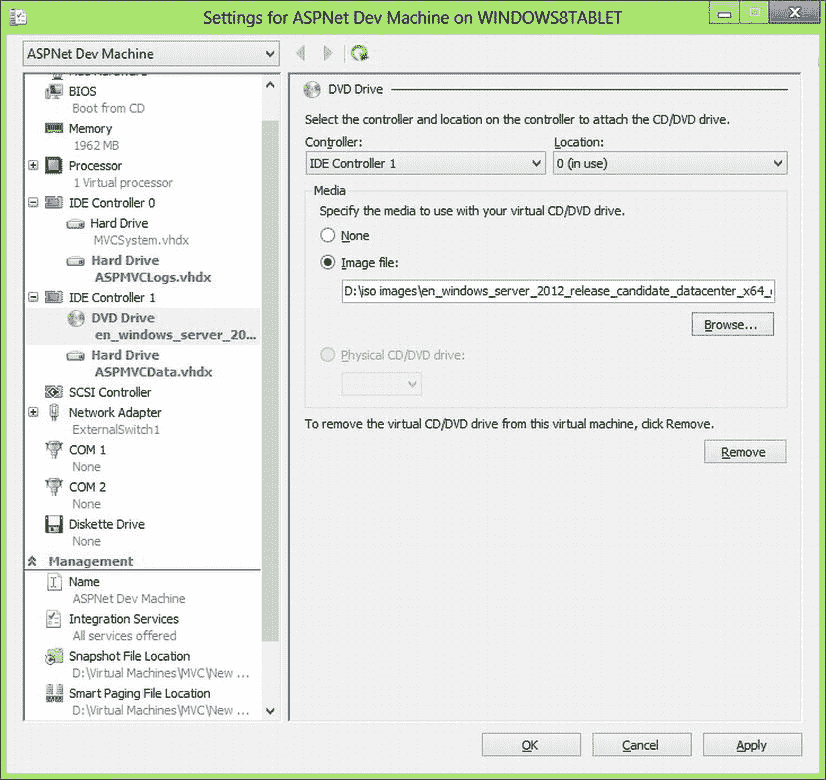 Settings for ASPNet Dev Machine on WINDOWS8TABLET
ASPNet Dev Machine
BIOS
Boot from CD
Memory
1962 MB
Processor
1 Virtual processor
IDE Controller 0
Hard Drive
MVCSystem.vhdx
Hard Drive
ASPMVCLogs.vhdx
IDE Controller 1
DVD Drive
en_windows_server_20...
Hard Drive
ASPMVCData.vhdx
SCSI Controller
Network Adapter
ExternalSwitch1
COM 1
None
COM 2
None
Diskette Drive
None
Management
Name
ASPNet Dev Machine
Integration Services
All services offered
Snapshot File Location
D:\Virtual Machines\MVC\New ...
Smart Paging File Location
D:\Virtual Machines\MVC\New ...
DVD Drive
Select the controller and location on the controller to attach the CD/DVD drive.
Controller: Location:
IDE Controller 1 0 (in use)
Media
Specify the media to use with your virtual CD/DVD drive.
None
Image file:
D:\iso images\en_windows_server_2012_release_candidate_datacenter_x64_
Browse...
Physical CD/DVD drive:
To remove the virtual CD/DVD drive from this virtual machine, click Remove.
Remove
OK Cancel Apply